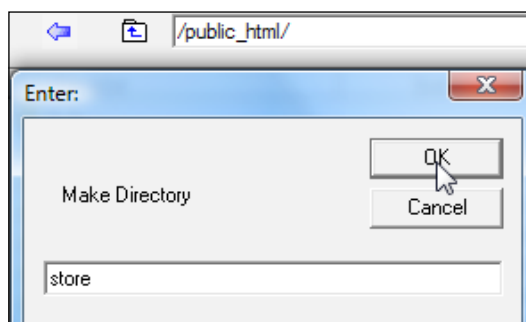 /public_html/
Enter:
OK
Make Directory
Cancel
store